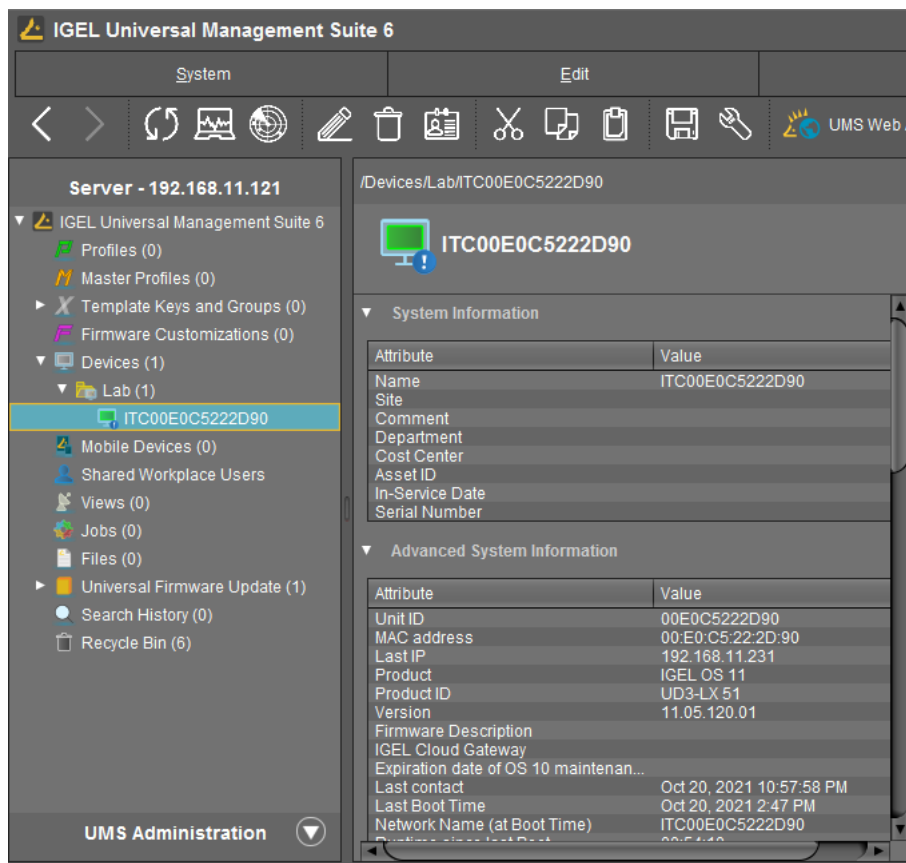 IGEL Universal Management Suite 6
System
Edit
UMS Web
Server - 192.168.11.121
IGEL Universal Management Suite 6
Profiles (0)
Master Profiles (0)
Template Keys and Groups (0)
Firmware Customizations (0)
Devices (1)
Lab (1)
ITC00E0C5222D90
Mobile Devices (0)
Shared Workplace Users
Views (0)
Jobs (0)
Files (0)
Universal Firmware Update (1)
Search History (0)
Recycle Bin (6)
UMS Administration
/Devices/Lab/ITC00E0C5222D90
ITC00E0C5222D90
System Information
Attribute Value
Name ITC00E0C5222D90
Site
Comment
Department
Cost Center
Asset ID
In-Service Date
Serial Number
Advanced System Information
Attribute Value
Unit ID 00E0C5222D90
MAC address 00:E0:C5:22:2D:90
Last IP 192.168.11.231
Product IGEL OS 11
Product ID UD3-LX 51
Version 11.05.120.01
Firmware Description
IGEL Cloud Gateway
Expiration date of OS 10 maintenan...
Last contact Oct 20, 2021 10:57:58 PM
Last Boot Time Oct 20, 2021 2:47 PM
Network Name (at Boot Time) ITC00E0C5222D90